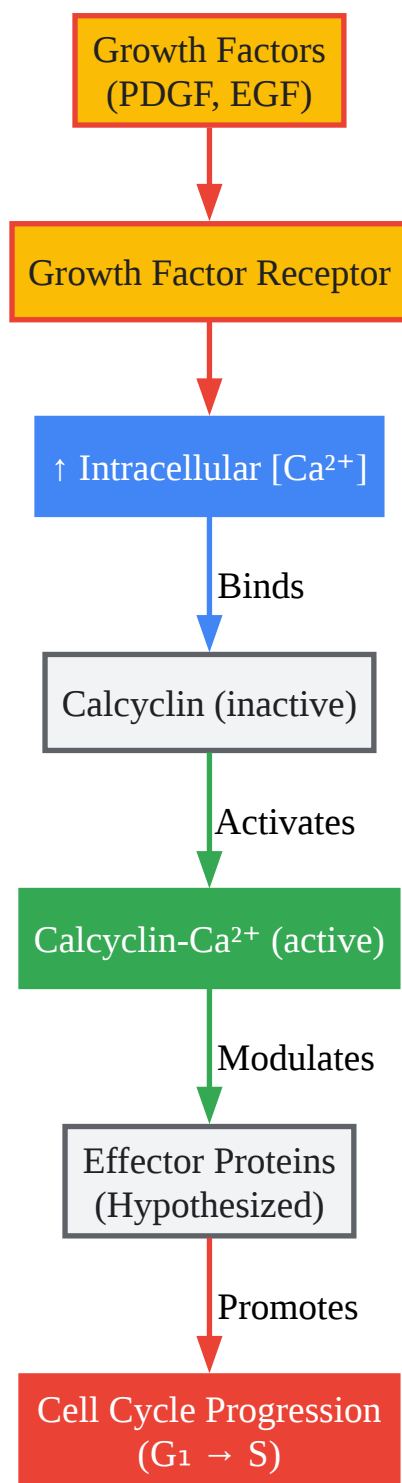 Growth Factors
(PDGF, EGF)
Growth Factor Receptor
↑ Intracellular [Ca²⁺]
Binds
Calcyclin (inactive)
Activates
Calcyclin-Ca²⁺ (active)
Modulates
Effector Proteins
(Hypothesized)
Promotes
Cell Cycle Progression
(G₁ → S)